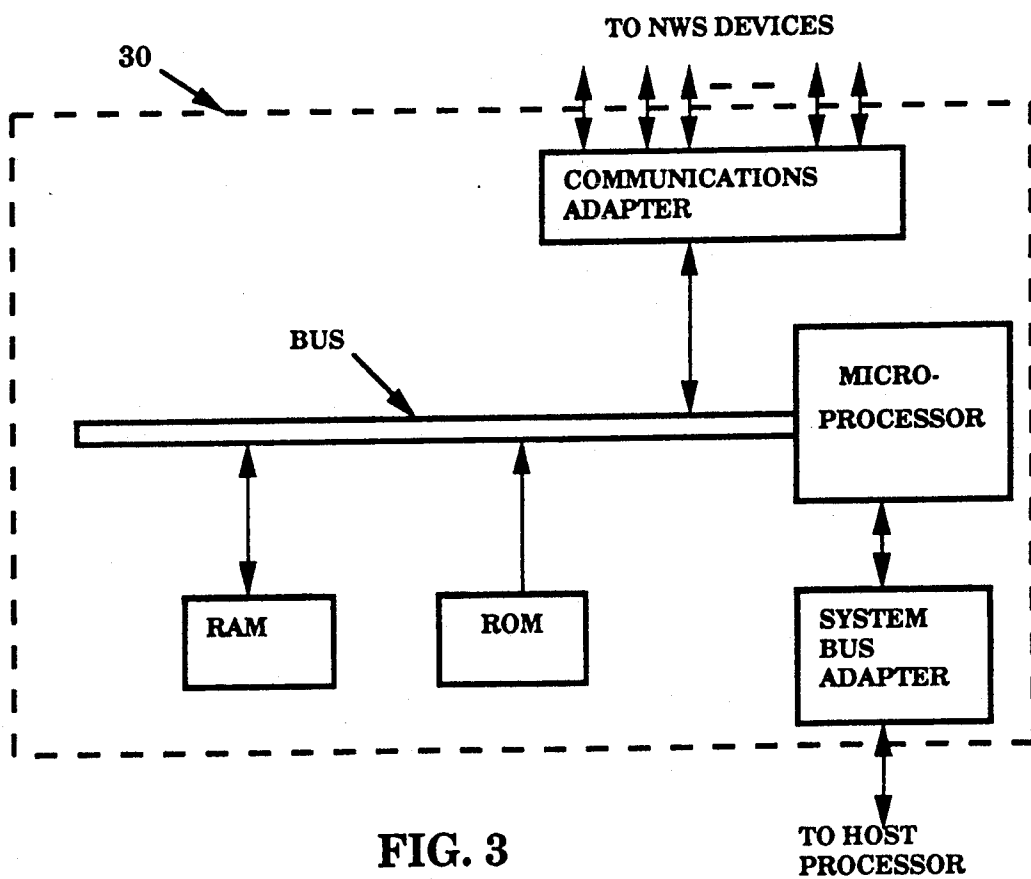 TO NWS DEVICES
30
COMMUNICATIONS
ADAPTER
BUS
MICRO-
PROCESSOR
RAM
ROM
SYSTEM
BUS
ADAPTER
TO HOST
PROCESSOR
FIG. 3